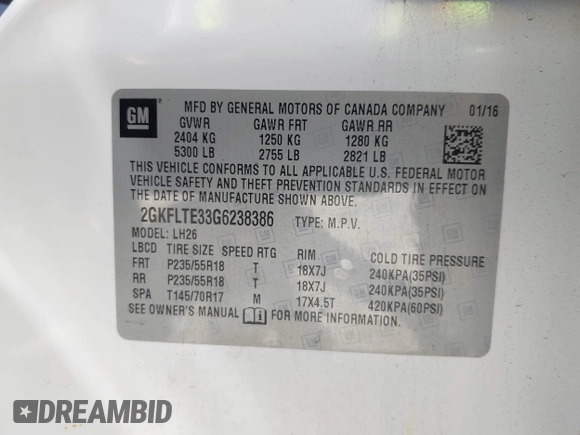 GM
MFD BY GENERAL MOTORS OF CANADA COMPANY 01/16
GVWR GAWR FRT GAWR RR
2404 KG 1250 KG 1280 KG
5300 LB 2755 LB 2821 LB
THIS VEHICLE CONFORMS TO ALL APPLICABLE U.S. FEDERAL MOTOR
VEHICLE SAFETY AND THEFT PREVENTION STANDARDS IN EFFECT ON
THE DATE OF MANUFACTURE SHOWN ABOVE.
2GKFLTE33G6238386 TYPE: M.P.V.
MODEL: LH26
LBCD TIRE SIZE SPEED RTG RIM COLD TIRE PRESSURE
FRT P235/55R18 T 18X7J 240KPA(35PSI)
RR P235/55R18 T 18X7J 240KPA(35PSI)
SPA T145/70R17 M 17X4.5T 420KPA(60PSI)
SEE OWNER'S MANUAL FOR MORE INFORMATION
DREAMBID